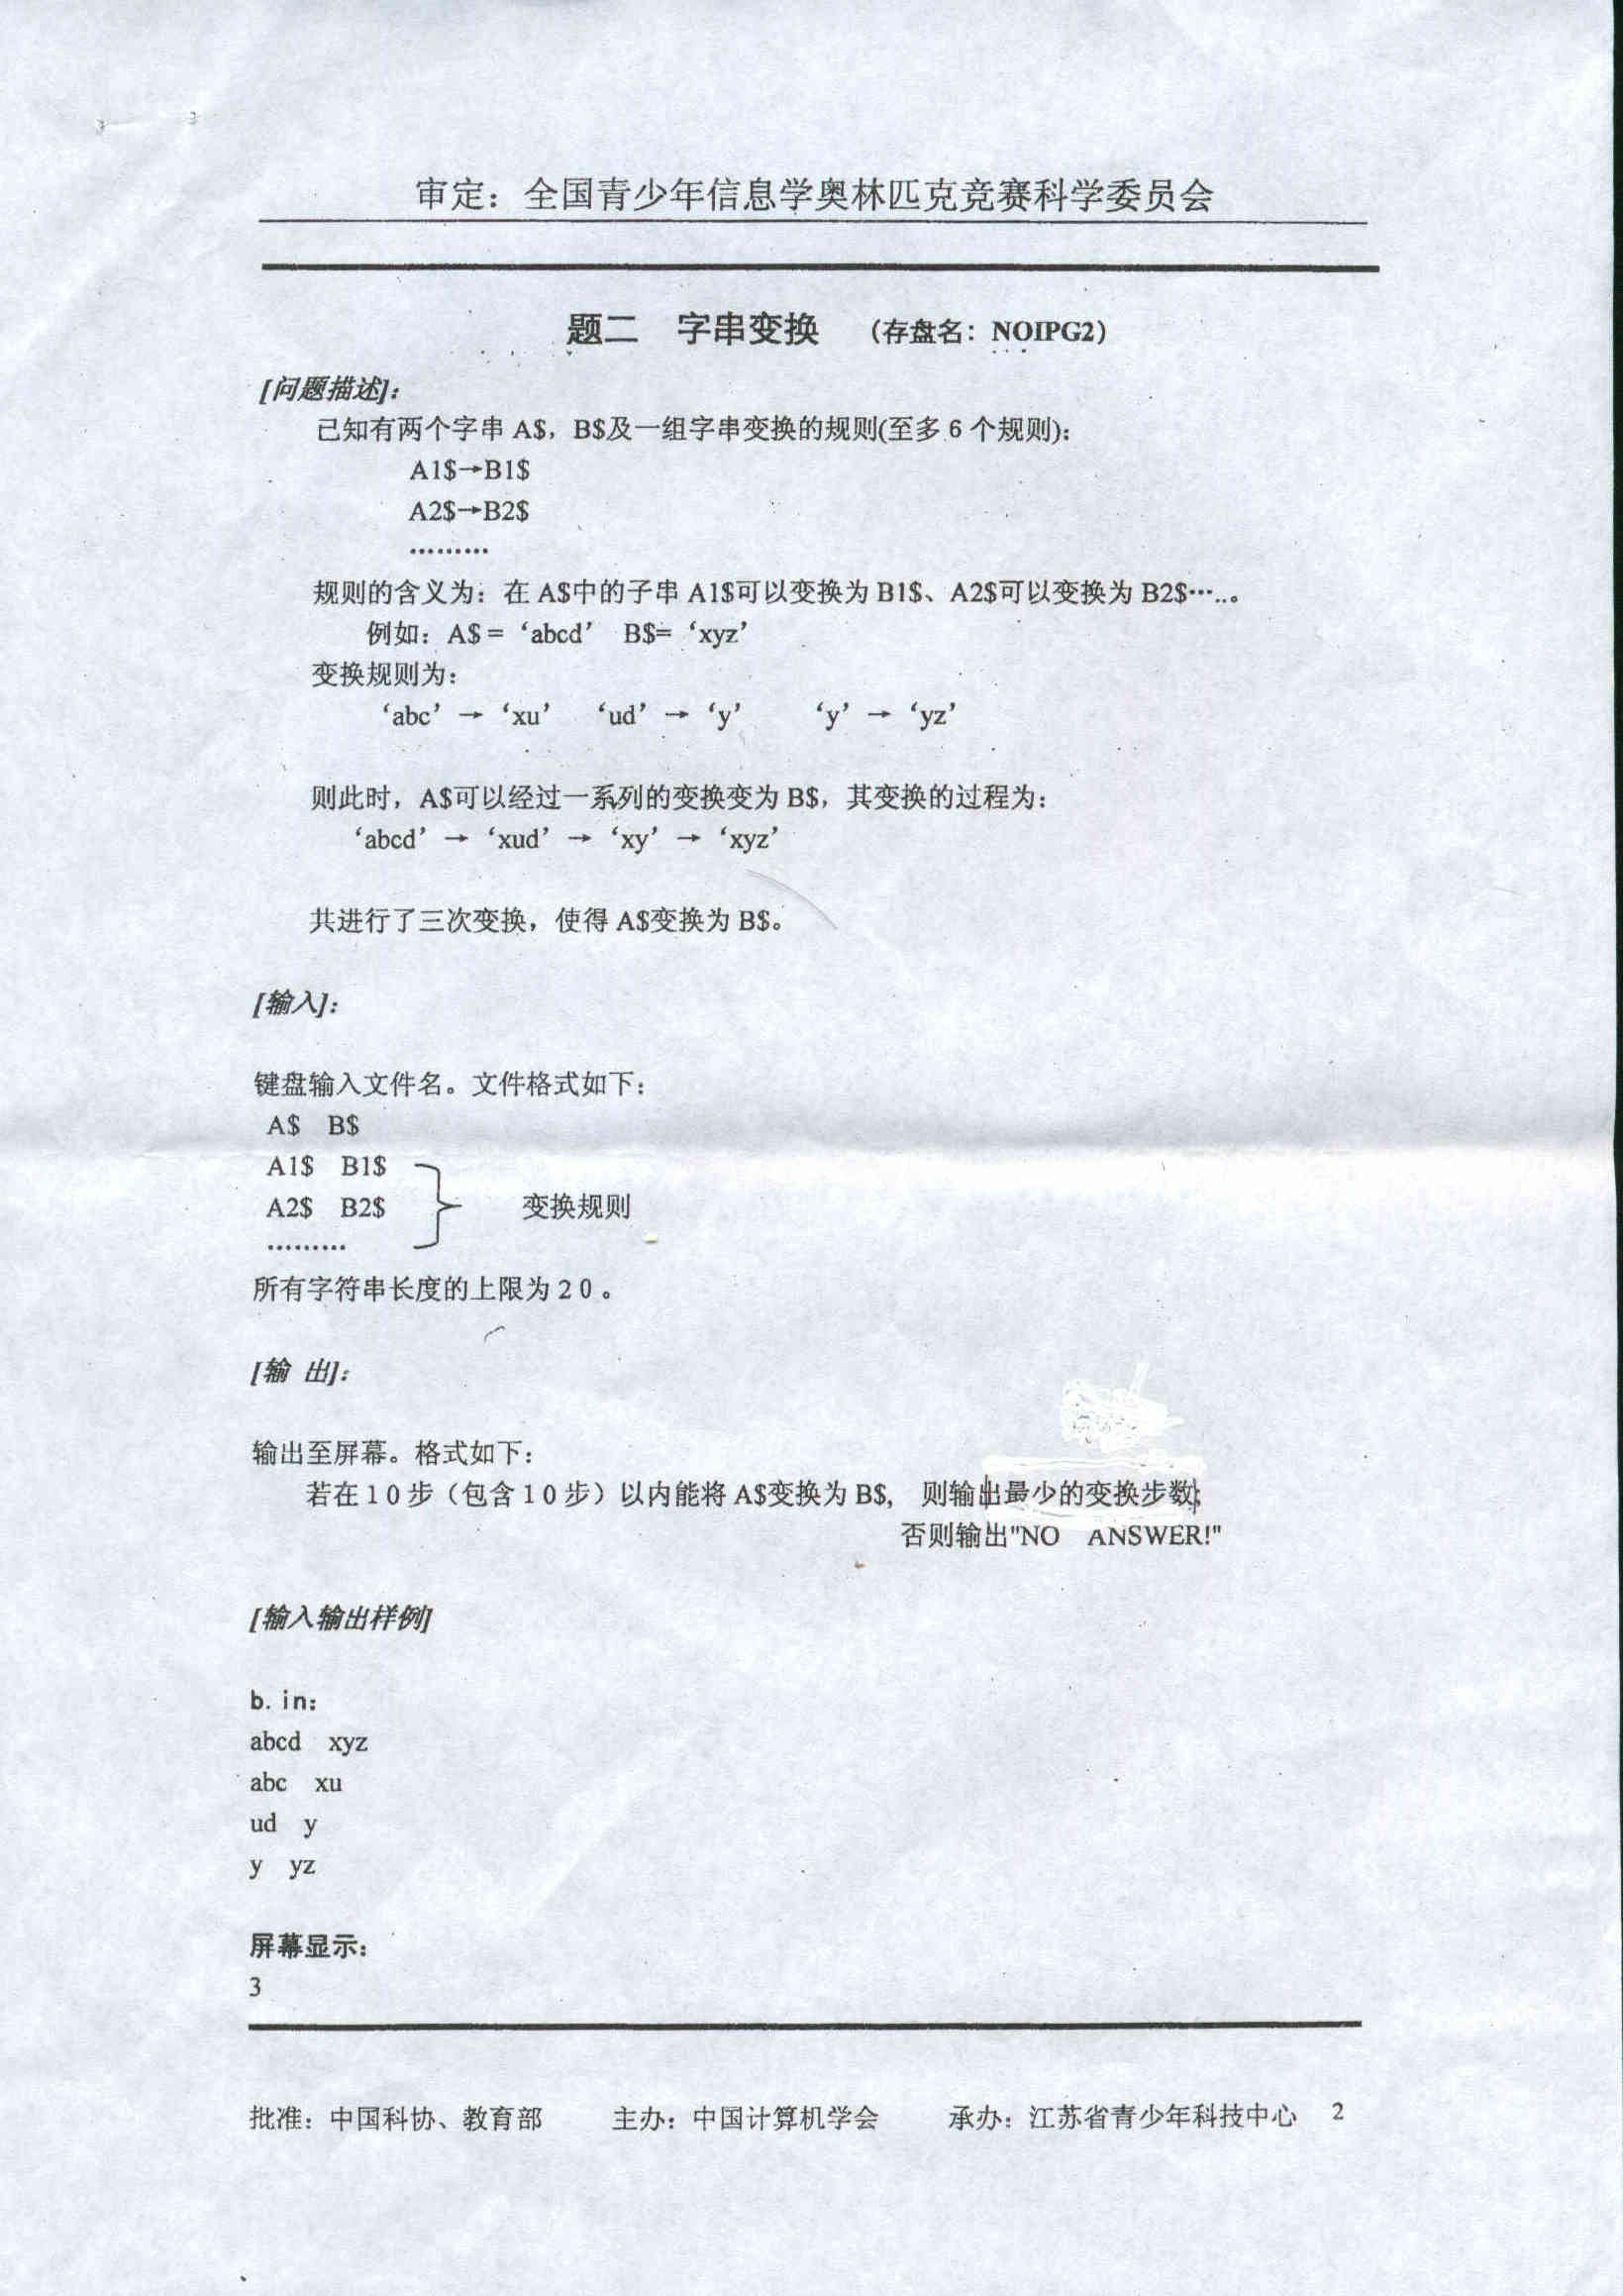 审定：全国青少年信息学奥林匹克竞赛科学委员会
题二 字串变换 （存盘名：NOIPG2）
[问题描述]：
已知有两个字串 A$，B$及一组字串变换的规则(至多 6 个规则)：
A1$→B1$
A2$→B2$
………
规则的含义为：在 A$中的子串 A1$可以变换为 B1$、A2$可以变换为 B2$…..。
例如：A$＝‘abcd’ B$=‘xyz’
变换规则为：
‘abc’→‘xu’ ‘ud’→‘y’ ‘y’→‘yz’
则此时，A$可以经过一系列的变换变为 B$，其变换的过程为：
‘abcd’→‘xud’→‘xy’→‘xyz’
共进行了三次变换，使得 A$变换为 B$。
[输入]：
键盘输入文件名。文件格式如下：
A$ B$
A1$ B1$
A2$ B2$ 变换规则
………
所有字符串长度的上限为２０。
[输 出]：
输出至屏幕。格式如下：
若在１０步（包含１０步）以内能将 A$变换为 B$, 则输出最少的变换步数;
否则输出"NO ANSWER!"
[输入输出样例]
b.in：
abcd xyz
abc xu
ud y
y yz
屏幕显示：
3
批准：中国科协、教育部 主办：中国计算机学会 承办：江苏省青少年科技中心 2